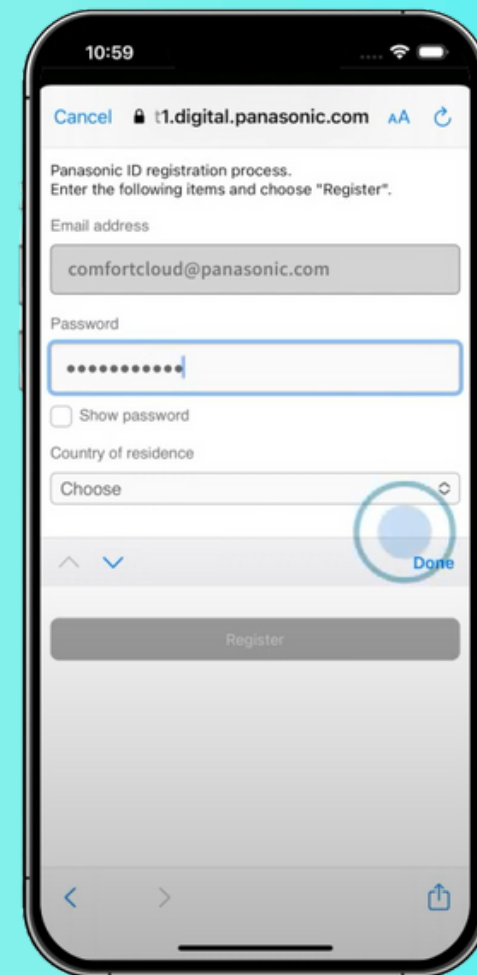 10:59
Cancel t1.digital.panasonic.com AA
Panasonic ID registration process.
Enter the following items and choose "Register".
Email address
comfortcloud@panasonic.com
Password
•••••••••••
Show password
Country of residence
Choose
Done
Register